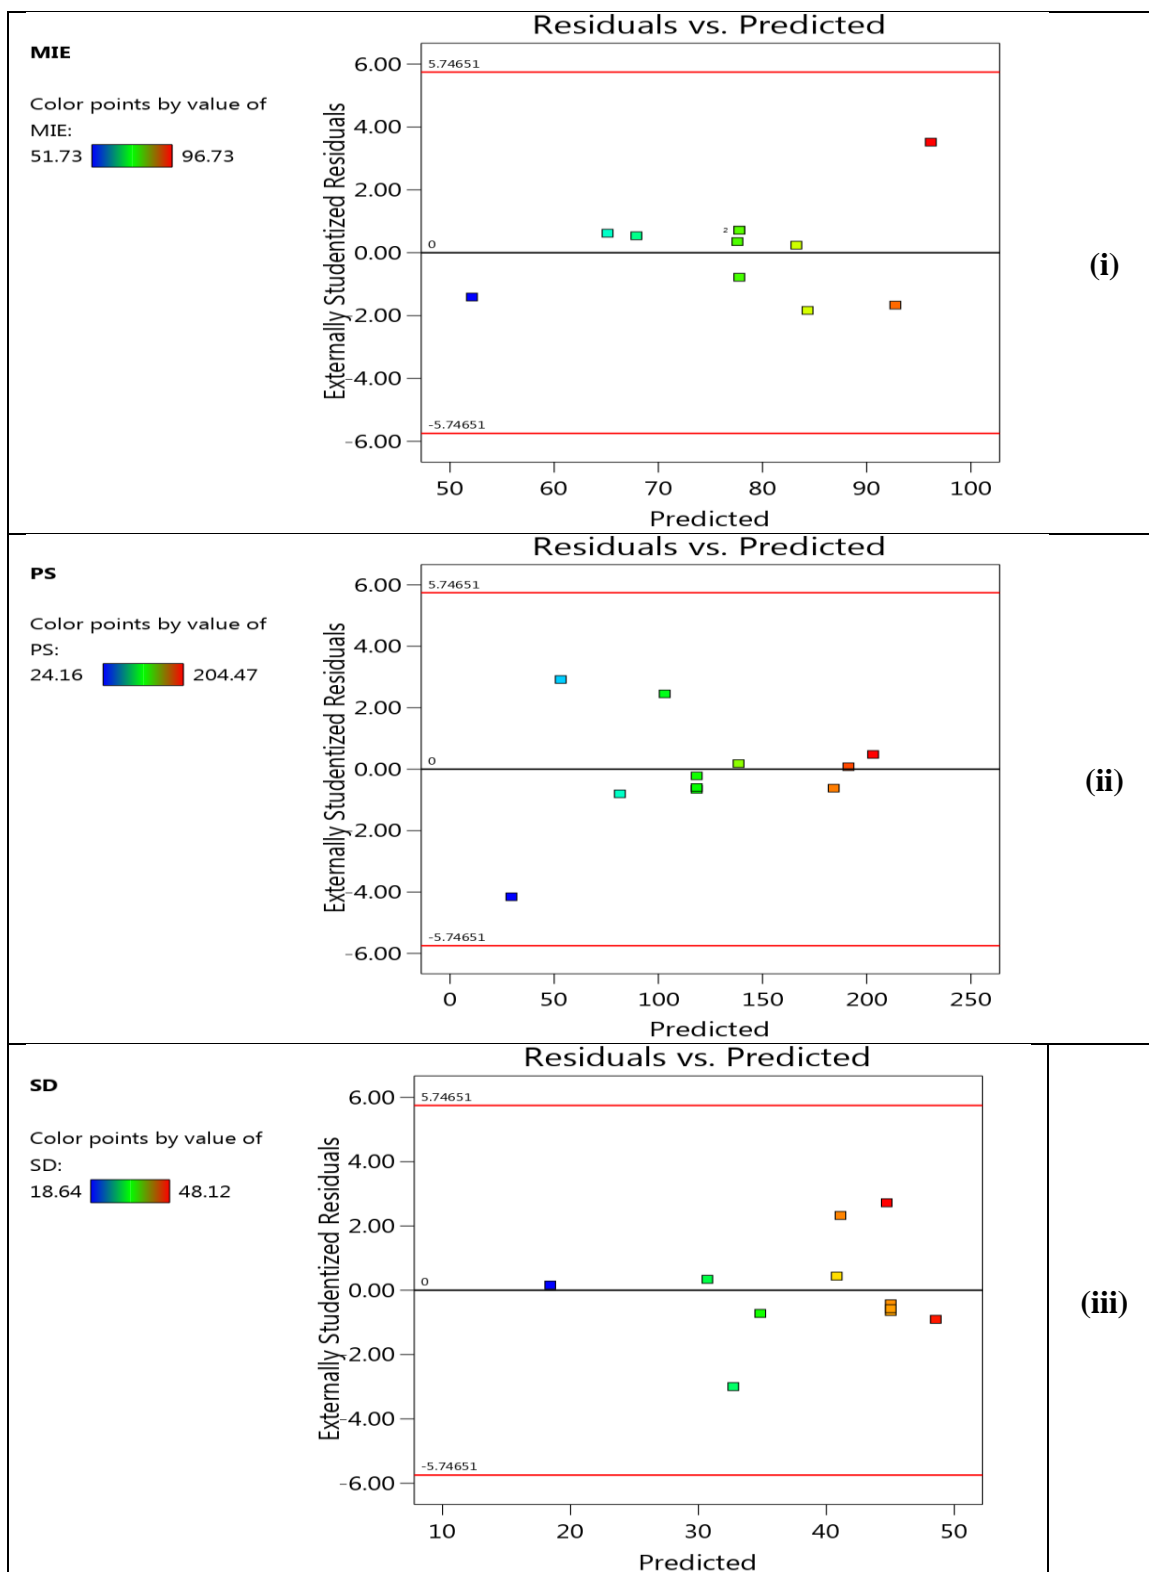 Residuals vs. Predicted
MIE
Color points by value of
MIE:
51.73 96.73
Externally Studentized Residuals
6.00
4.00
2.00
0.00
-2.00
-4.00
-6.00
5.74651
0
-5.74651
2
50 60 70 80 90 100
Predicted
(i)
Residuals vs. Predicted
PS
Color points by value of
PS:
24.16 204.47
Externally Studentized Residuals
6.00
4.00
2.00
0.00
-2.00
-4.00
-6.00
5.74651
0
-5.74651
0 50 100 150 200 250
Predicted
(ii)
Residuals vs. Predicted
SD
Color points by value of
SD:
18.64 48.12
Externally Studentized Residuals
6.00
4.00
2.00
0.00
-2.00
-4.00
-6.00
5.74651
0
-5.74651
10 20 30 40 50
Predicted
(iii)